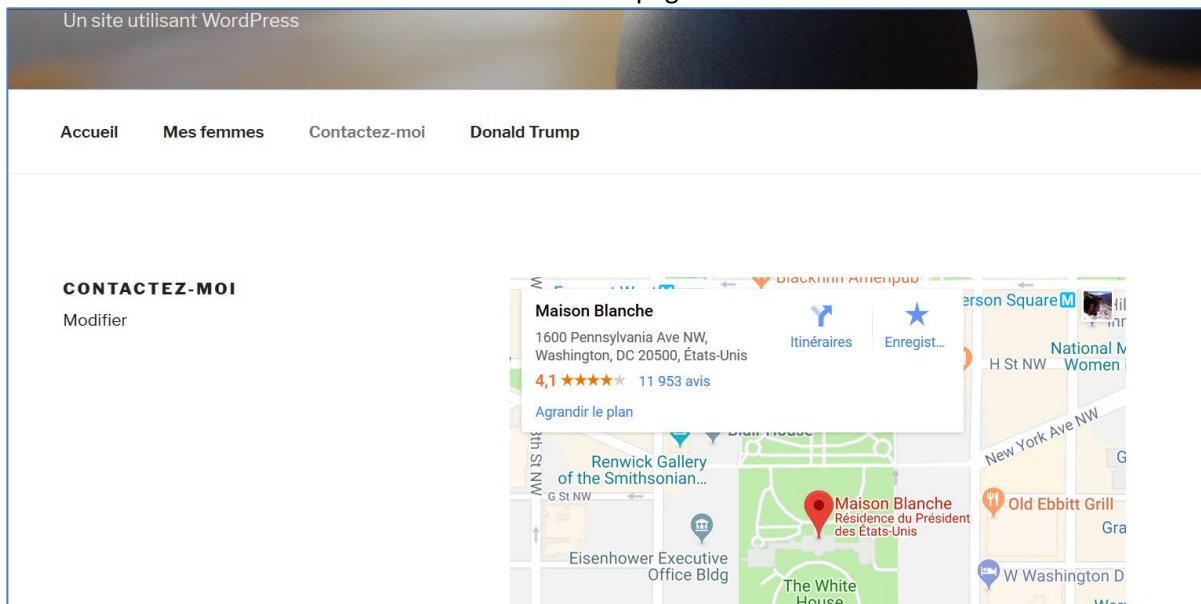 Un site utilisant WordPress
Accueil Mes femmes Contactez-moi Donald Trump
CONTACTEZ-MOI
Modifier
Maison Blanche
1600 Pennsylvania Ave NW,
Washington, DC 20500, États-Unis
4,1 11 953 avis
Agrandir le plan
Itinéraires
Enregist...
erson Square
National M
Women i
H St NW
New York Ave NW
Renwick Gallery
of the Smithsonian...
G St NW
Maison Blanche
Résidence du Président
des États-Unis
Old Ebbitt Grill
Gra
Eisenhower Executive
Office Bldg
The White
House
W Washington D